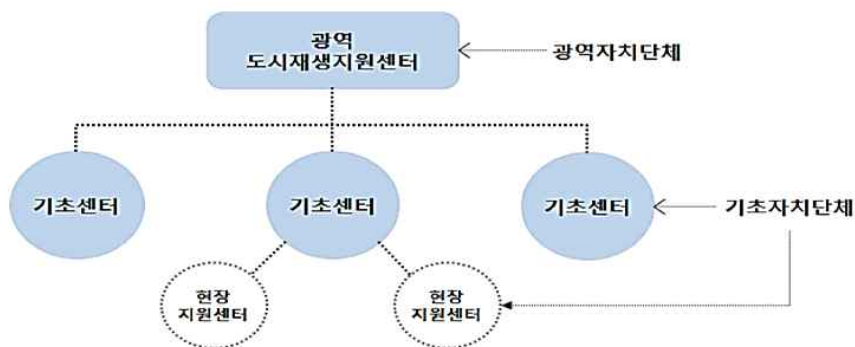 광역
도시재생지원센터
광역자치단체
기초센터
기초센터
기초센터
기초자치단체
현장
지원센터
현장
지원센터